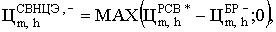 Ц^{СВНЦЭ,-}_{m, h} = MAX(Ц^{РСВ*}_{m, h} − Ц^{БР-}_{m, h};0),